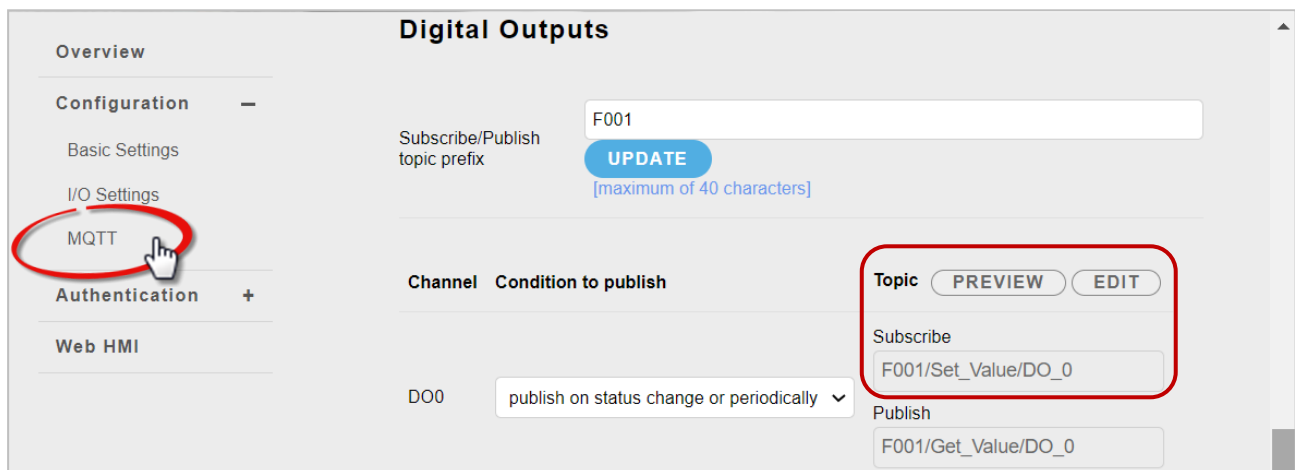 Overview
Configuration
Basic Settings
I/O Settings
MQTT
Authentication +
Web HMI
Digital Outputs
Subscribe/Publish
topic prefix
F001
UPDATE
[maximum of 40 characters]
Channel Condition to publish Topic PREVIEW EDIT
DO0 publish on status change or periodically
Subscribe
F001/Set_Value/DO_0
Publish
F001/Get_Value/DO_0